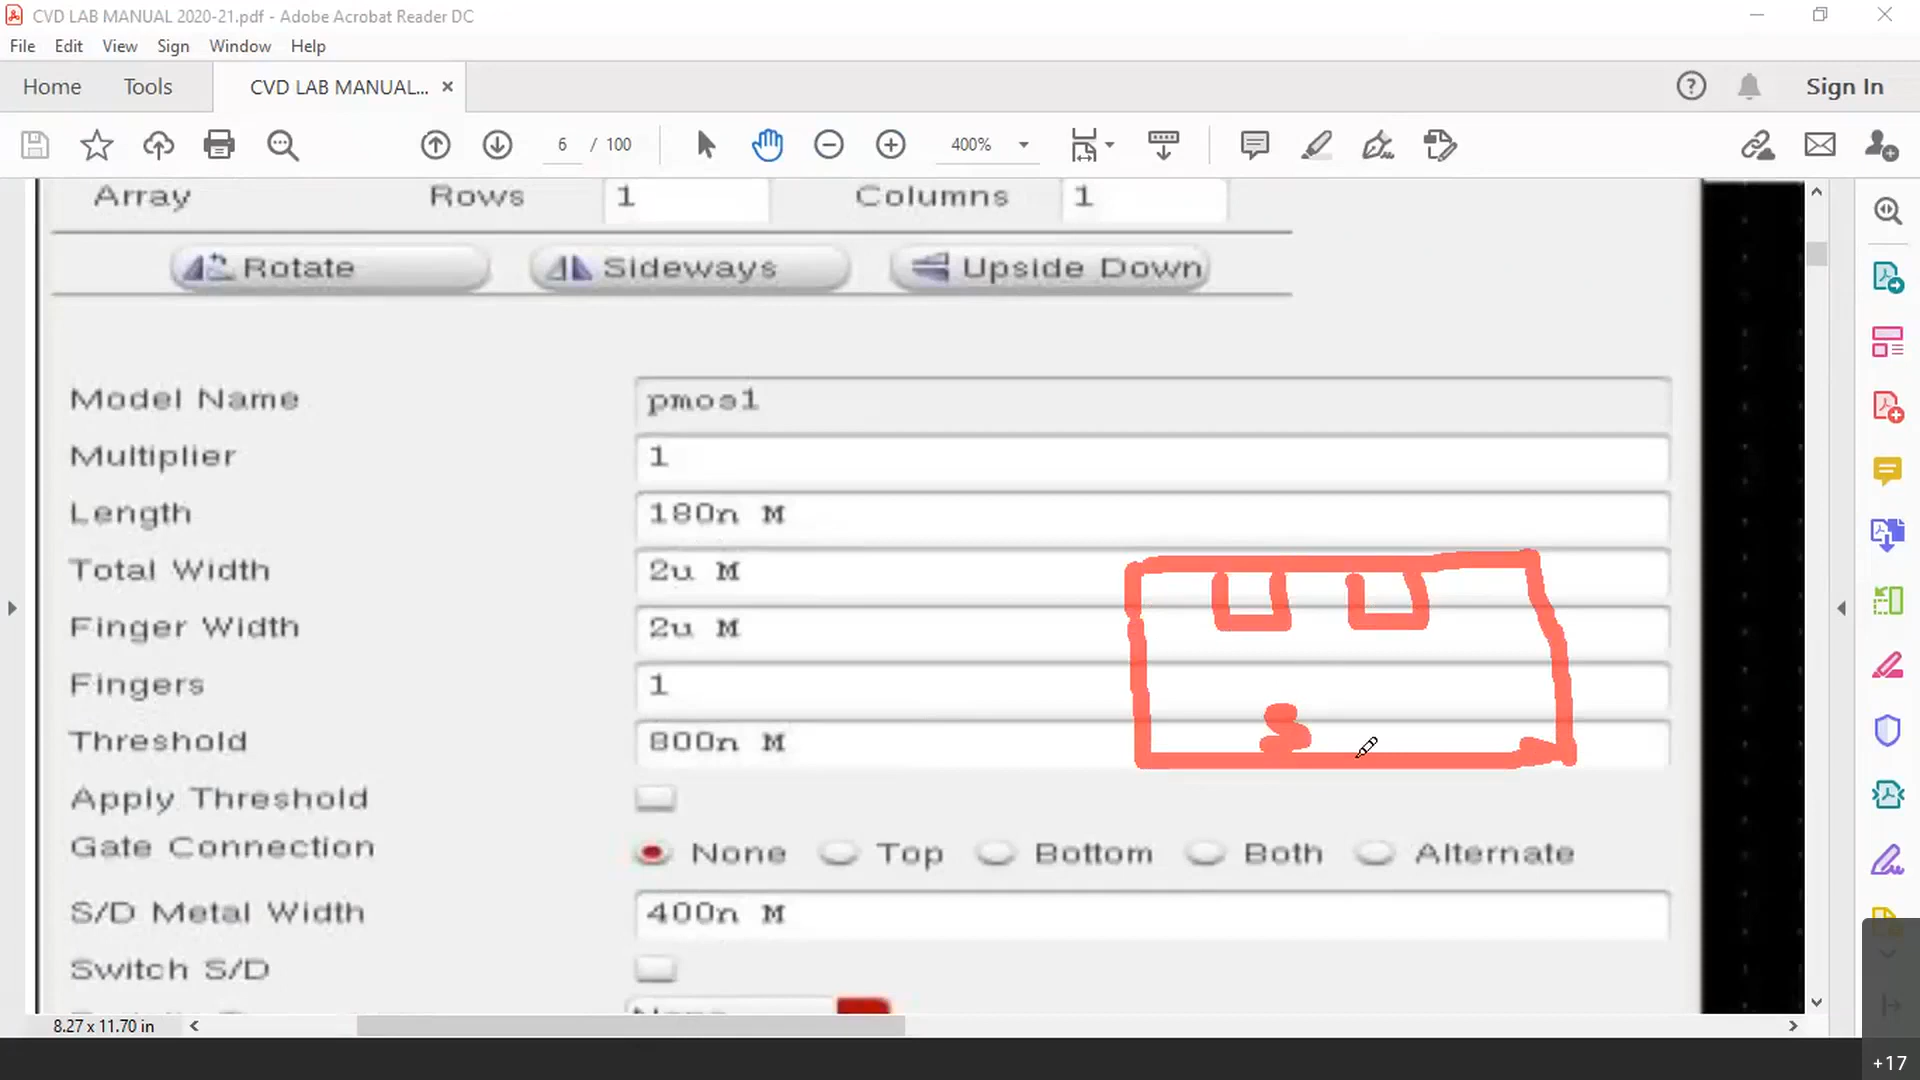 CVD LAB MANUAL 2020-21.pdf - Adobe Acrobat Reader DC
File Edit View Sign Window Help
Home Tools CVD LAB MANUAL... × Sign In
6 / 100 400%
Array Rows 1 Columns 1
Rotate Sideways Upside Down
Model Name pmos1
Multiplier 1
Length 180n M
Total Width 2u M
Finger Width 2u M
Fingers 1
Threshold 800n M
Apply Threshold
Gate Connection None Top Bottom Both Alternate
S/D Metal Width 400n M
Switch S/D
8.27 x 11.70 in
+17